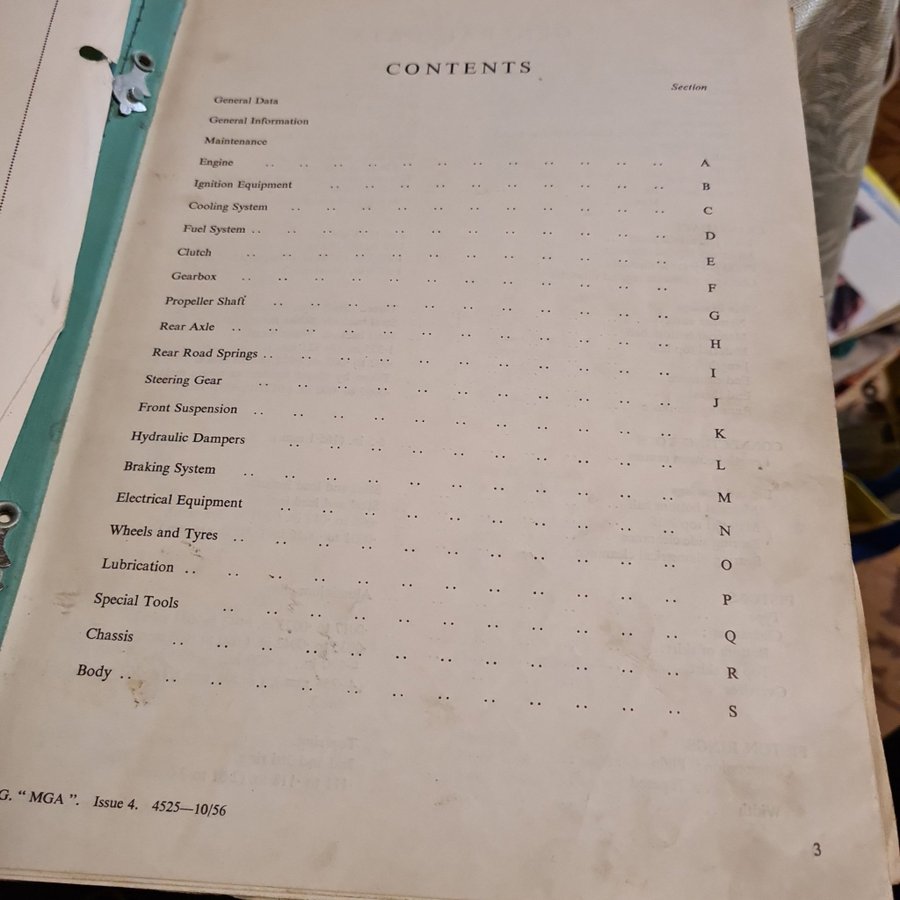 CONTENTS
Section
General Data
General Information
Maintenance
Engine .. .. .. .. .. .. .. .. .. .. .. .. A
Ignition Equipment .. .. .. .. .. .. .. .. .. .. B
Cooling System .. .. .. .. .. .. .. .. .. .. .. C
Fuel System .. .. .. .. .. .. .. .. .. .. .. .. D
Clutch .. .. .. .. .. .. .. .. .. .. .. .. E
Gearbox .. .. .. .. .. .. .. .. .. .. .. .. F
Propeller Shaft .. .. .. .. .. .. .. .. .. .. .. G
Rear Axle .. .. .. .. .. .. .. .. .. .. .. .. H
Rear Road Springs .. .. .. .. .. .. .. .. .. .. .. I
Steering Gear .. .. .. .. .. .. .. .. .. .. .. J
Front Suspension .. .. .. .. .. .. .. .. .. .. .. K
Hydraulic Dampers .. .. .. .. .. .. .. .. .. .. L
Braking System .. .. .. .. .. .. .. .. .. .. .. M
Electrical Equipment .. .. .. .. .. .. .. .. .. .. N
Wheels and Tyres .. .. .. .. .. .. .. .. .. .. .. O
Lubrication .. .. .. .. .. .. .. .. .. .. .. .. P
Special Tools .. .. .. .. .. .. .. .. .. .. .. Q
Chassis .. .. .. .. .. .. .. .. .. .. .. .. R
Body .. .. .. .. .. .. .. .. .. .. .. .. .. S
G. “ MGA ”. Issue 4. 4525—10/56
3